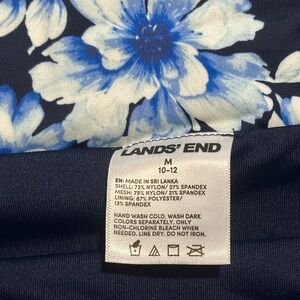 LANDS' END
M
10-12
EN: MADE IN SRI LANKA
SHELL: 73% NYLON/ 27% SPANDEX
MESH: 79% NYLON/ 21% SPANDEX
LINING: 87% POLYESTER/
13% SPANDEX
HAND WASH COLD, WASH DARK
COLORS SEPARATELY. ONLY
NON-CHLORINE BLEACH WHEN
NEEDED. LINE DRY. DO NOT IRON.